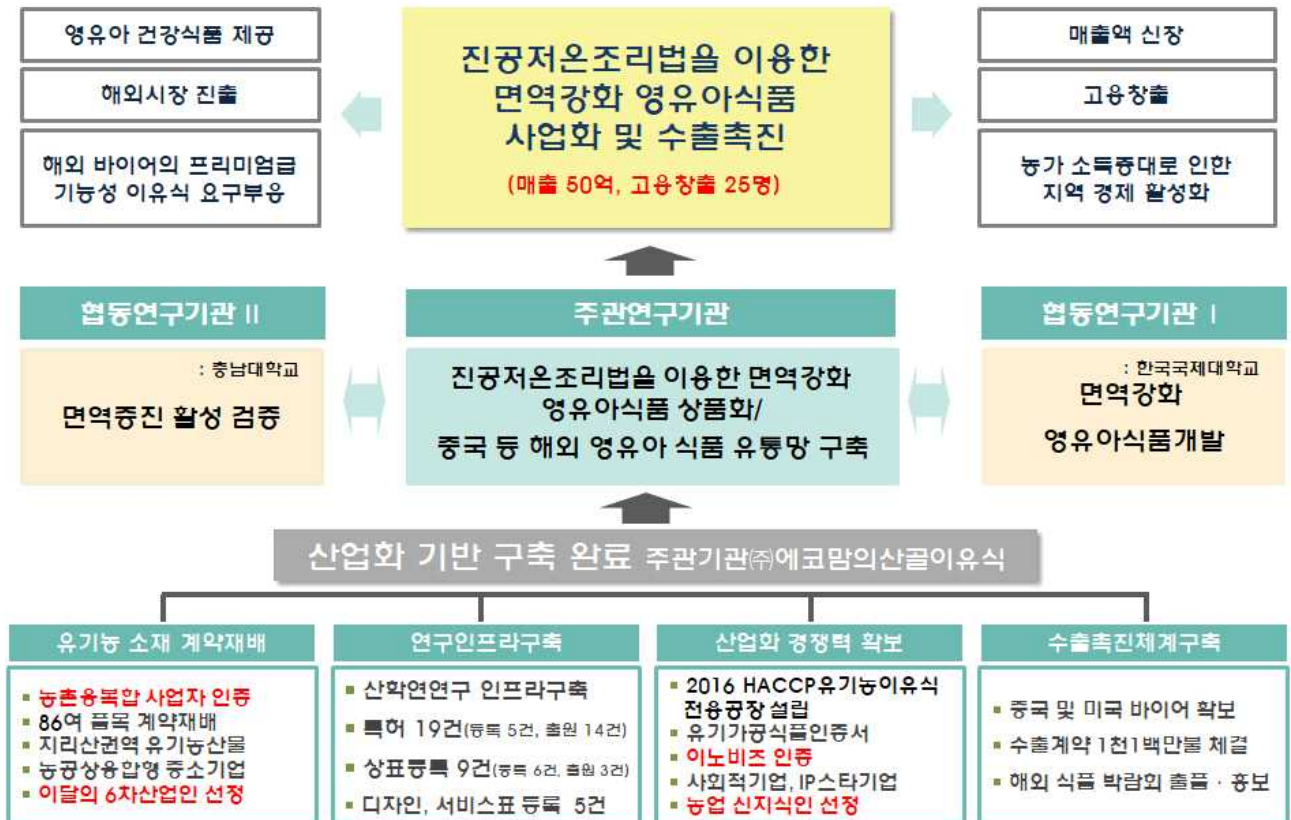 영유아 건강식품 제공
해외시장 진출
해외 바이어의 프리미엄급
기능성 이유식 요구부응
진공저온조리법을 이용한
면역강화 영유아식품
사업화 및 수출촉진
(매출 50억, 고용창출 25명)
매출액 신장
고용창출
농가 소득증대로 인한
지역 경제 활성화
협동연구기관 II
: 충남대학교
면역증진 활성 검증
주관연구기관
진공저온조리법을 이용한 면역강화
영유아식품 상품화/
중국 등 해외 영유아 식품 유통망 구축
협동연구기관 I
: 한국국제대학교
면역강화
영유아식품개발
산업화 기반 구축 완료 주관기관㈜에코맘의산골이유식
유기농 소재 계약재배
▪ 농촌융복합 사업자 인증
▪ 86여 품목 계약재배
▪ 지리산권역 유기농산물
▪ 농공상융합형 중소기업
▪ 이달의 6차산업인 선정
연구인프라구축
▪ 산학연연구 인프라구축
▪ 특허 19건(등록 5건, 출원 14건)
▪ 상표등록 9건(등록 6건, 출원 3건)
▪ 디자인, 서비스표 등록 5건
산업화 경쟁력 확보
▪ 2016 HACCP유기농이유식
전용공장 설립
▪ 유기가공식품인증서
▪ 이노비즈 인증
▪ 사회적기업, IP스타기업
▪ 농업 신지식인 선정
수출촉진체계구축
▪ 중국 및 미국 바이어 확보
▪ 수출계약 1천1백만불 체결
▪ 해외 식품 박람회 출품 · 홍보